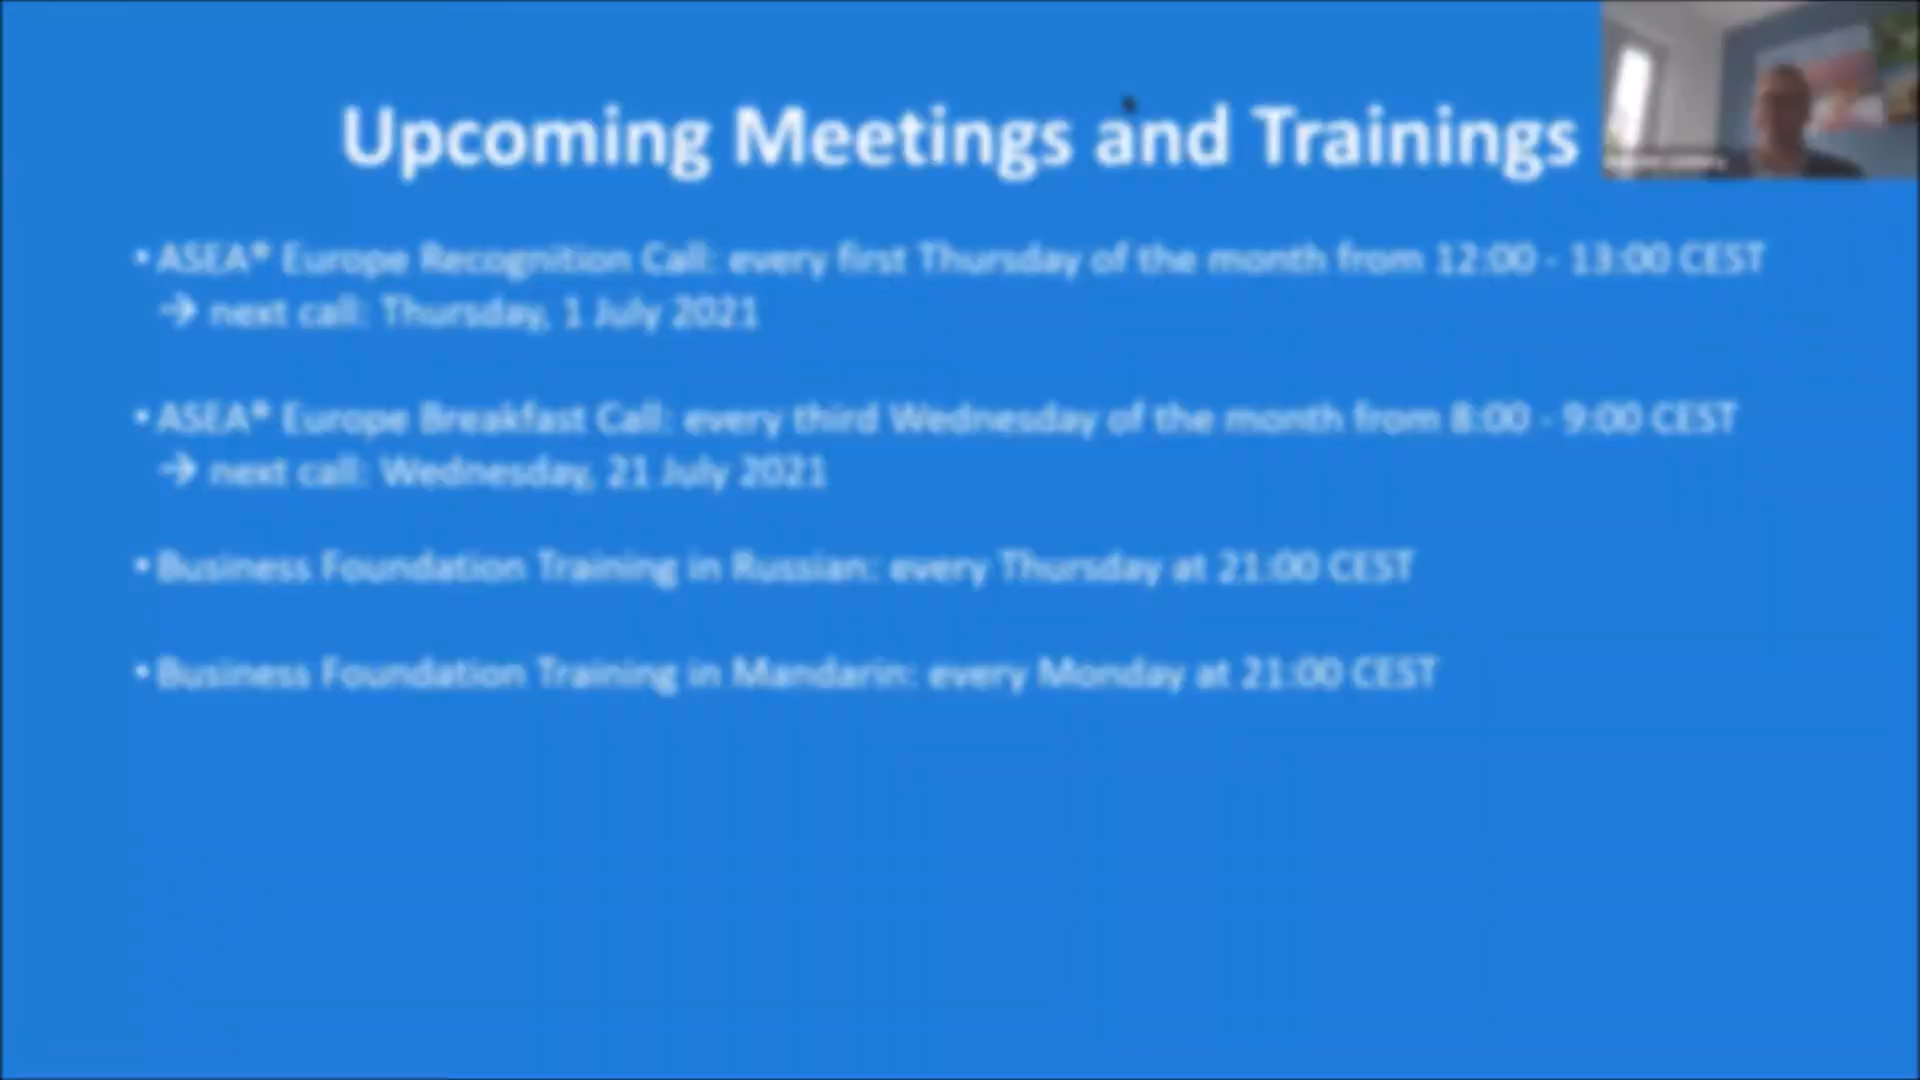 Upcoming Meetings and Trainings
• ASEA® Europe Recognition Call: every first Thursday of the month from 12:00 - 13:00 CEST
→ next call: Thursday, 1 July 2021
• ASEA® Europe Breakfast Call: every third Wednesday of the month from 8:00 - 9:00 CEST
→ next call: Wednesday, 21 July 2021
• Business Foundation Training in Russian: every Thursday at 21:00 CEST
• Business Foundation Training in Mandarin: every Monday at 21:00 CEST